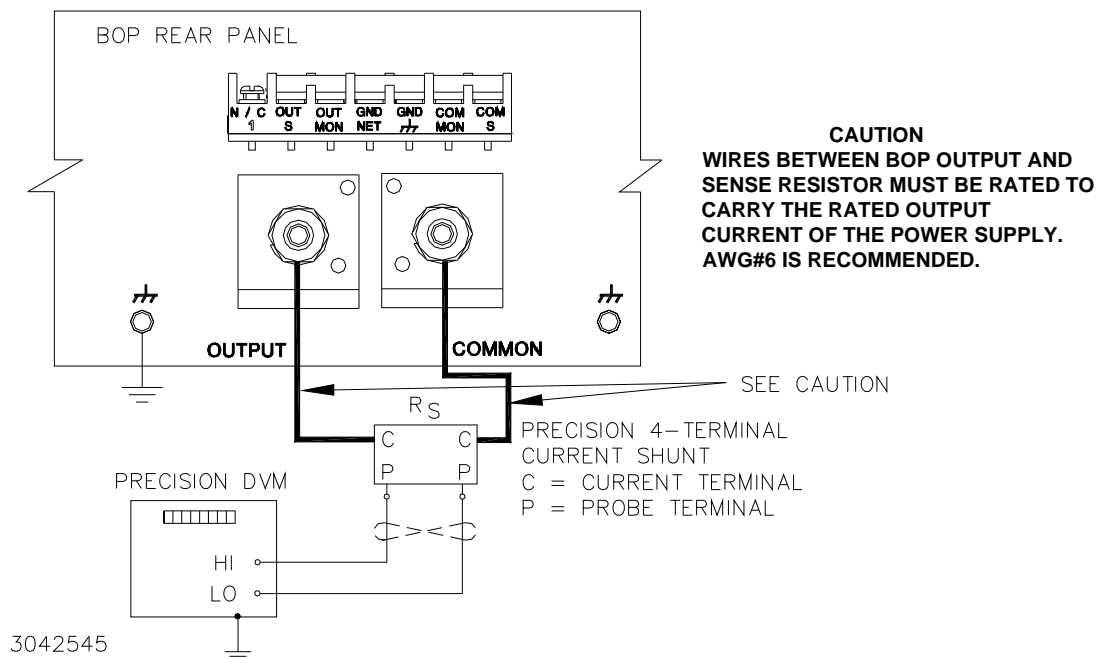 BOP REAR PANEL
N / C OUT OUT GND GND COM COM
1 S MON NET MON S
CAUTION
WIRES BETWEEN BOP OUTPUT AND
SENSE RESISTOR MUST BE RATED TO
CARRY THE RATED OUTPUT
CURRENT OF THE POWER SUPPLY.
AWG#6 IS RECOMMENDED.
OUTPUT
COMMON
SEE CAUTION
RS
C C
P P
PRECISION 4-TERMINAL
CURRENT SHUNT
C = CURRENT TERMINAL
P = PROBE TERMINAL
PRECISION DVM
HI
LO
3042545